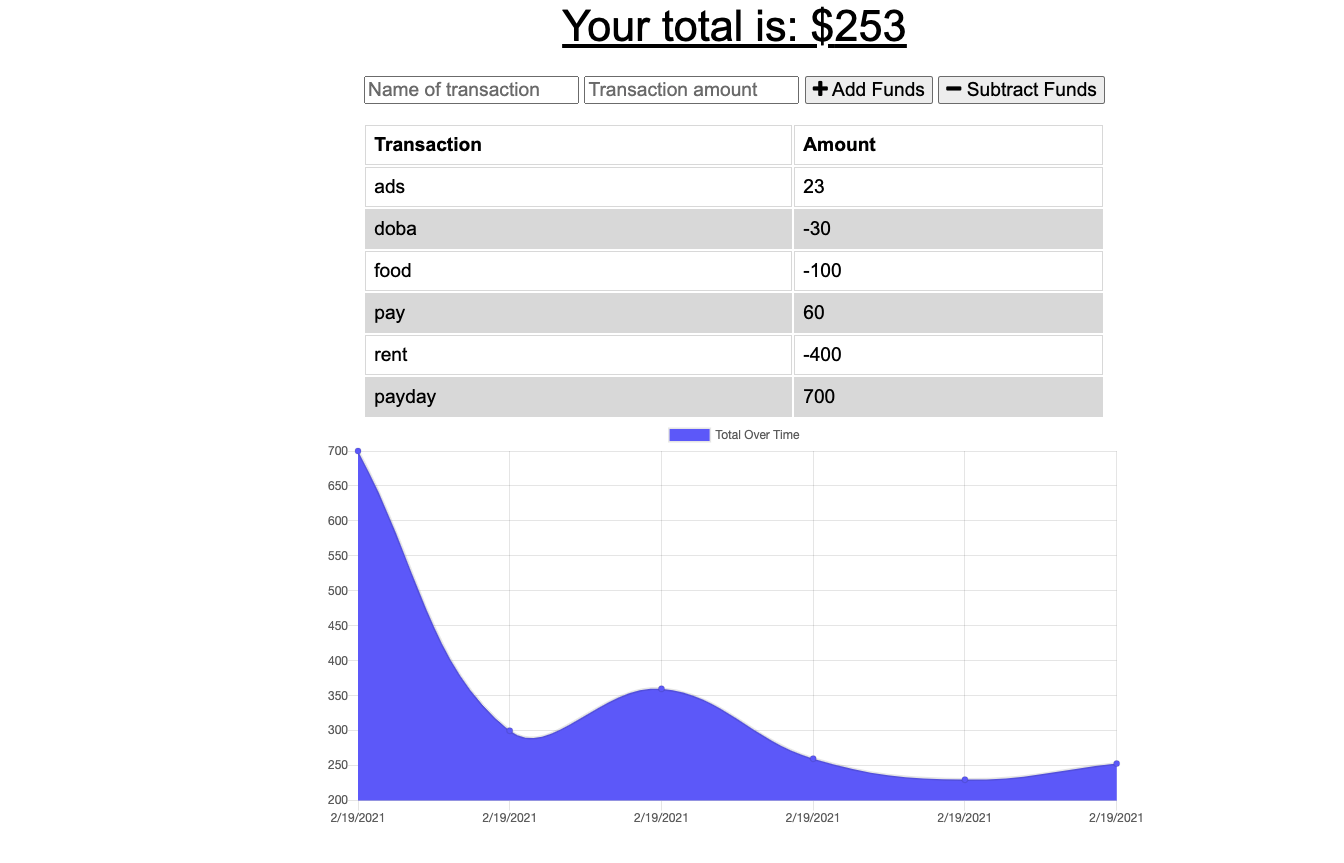 Your total is: $253
Name of transaction Transaction amount Add Funds Subtract Funds
Transaction Amount
ads 23
doba -30
food -100
pay 60
rent -400
payday 700
Total Over Time
700
650
600
550
500
450
400
350
300
250
200
2/19/2021 2/19/2021 2/19/2021 2/19/2021 2/19/2021 2/19/2021